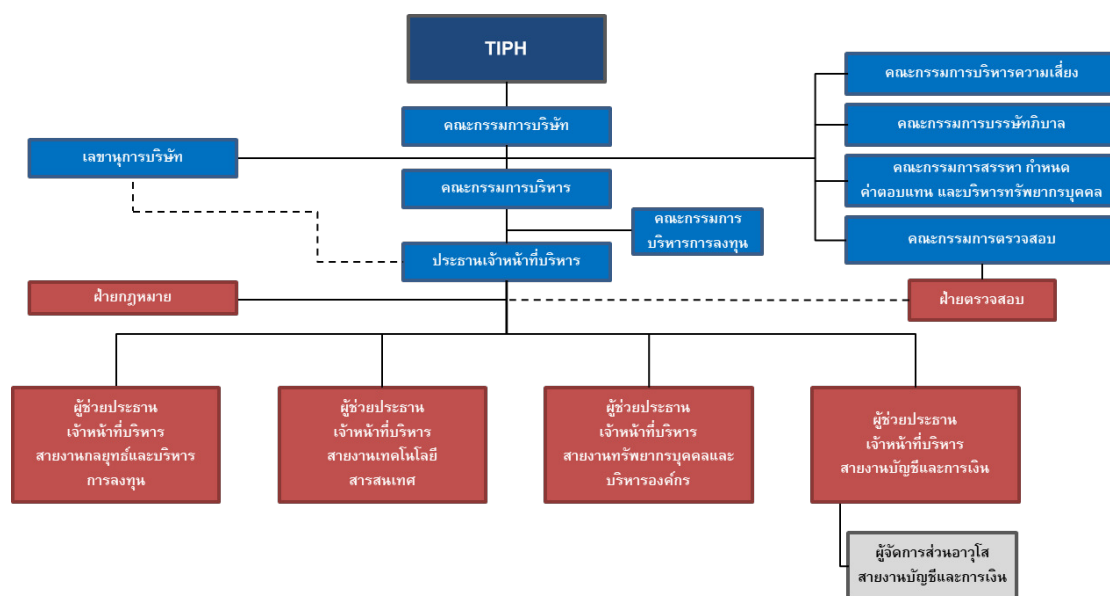 TIPH
คณะกรรมการบริหารความเสี่ยง
คณะกรรมการบริษัท
คณะกรรมการบรรษัทภิบาล
เลขานุการบริษัท
คณะกรรมการบริหาร
คณะกรรมการสรรหา กำหนด
ค่าตอบแทน และบริหารทรัพยากรบุคคล
คณะกรรมการ
บริหารการลงทุน
คณะกรรมการตรวจสอบ
ประธานเจ้าหน้าที่บริหาร
ฝ่ายกฎหมาย
ฝ่ายตรวจสอบ
ผู้ช่วยประธาน
เจ้าหน้าที่บริหาร
สายงานกลยุทธ์และบริหาร
การลงทุน
ผู้ช่วยประธาน
เจ้าหน้าที่บริหาร
สายงานเทคโนโลยี
สารสนเทศ
ผู้ช่วยประธาน
เจ้าหน้าที่บริหาร
สายงานทรัพยากรบุคคลและ
บริหารองค์กร
ผู้ช่วยประธาน
เจ้าหน้าที่บริหาร
สายงานบัญชีและการเงิน
ผู้จัดการส่วนอาวุโส
สายงานบัญชีและการเงิน